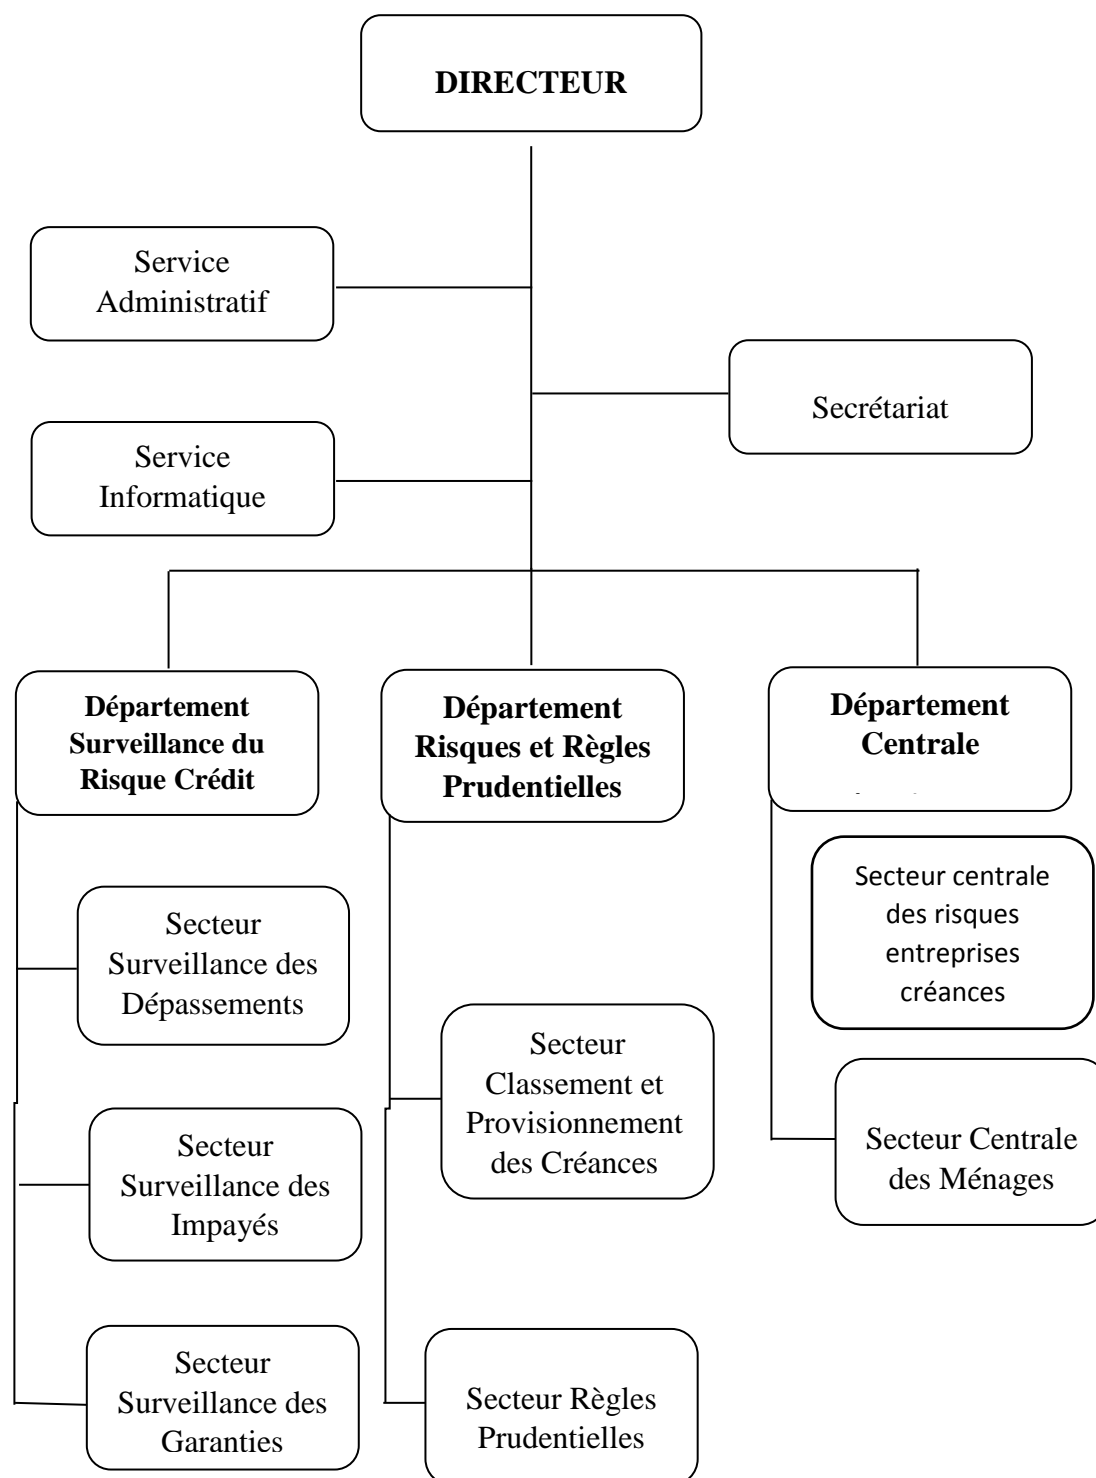 DIRECTEUR
Service
Administratif
Secrétariat
Service
Informatique
Département
Surveillance du
Risque Crédit
Département
Risques et Règles
Prudentielles
Département
Centrale
Secteur centrale
des risques
entreprises
créances
Secteur
Surveillance des
Dépassements
Secteur
Classement et
Provisionnement
des Créances
Secteur Centrale
des Ménages
Secteur
Surveillance des
Impayés
Secteur
Surveillance des
Garanties
Secteur Règles
Prudentielles